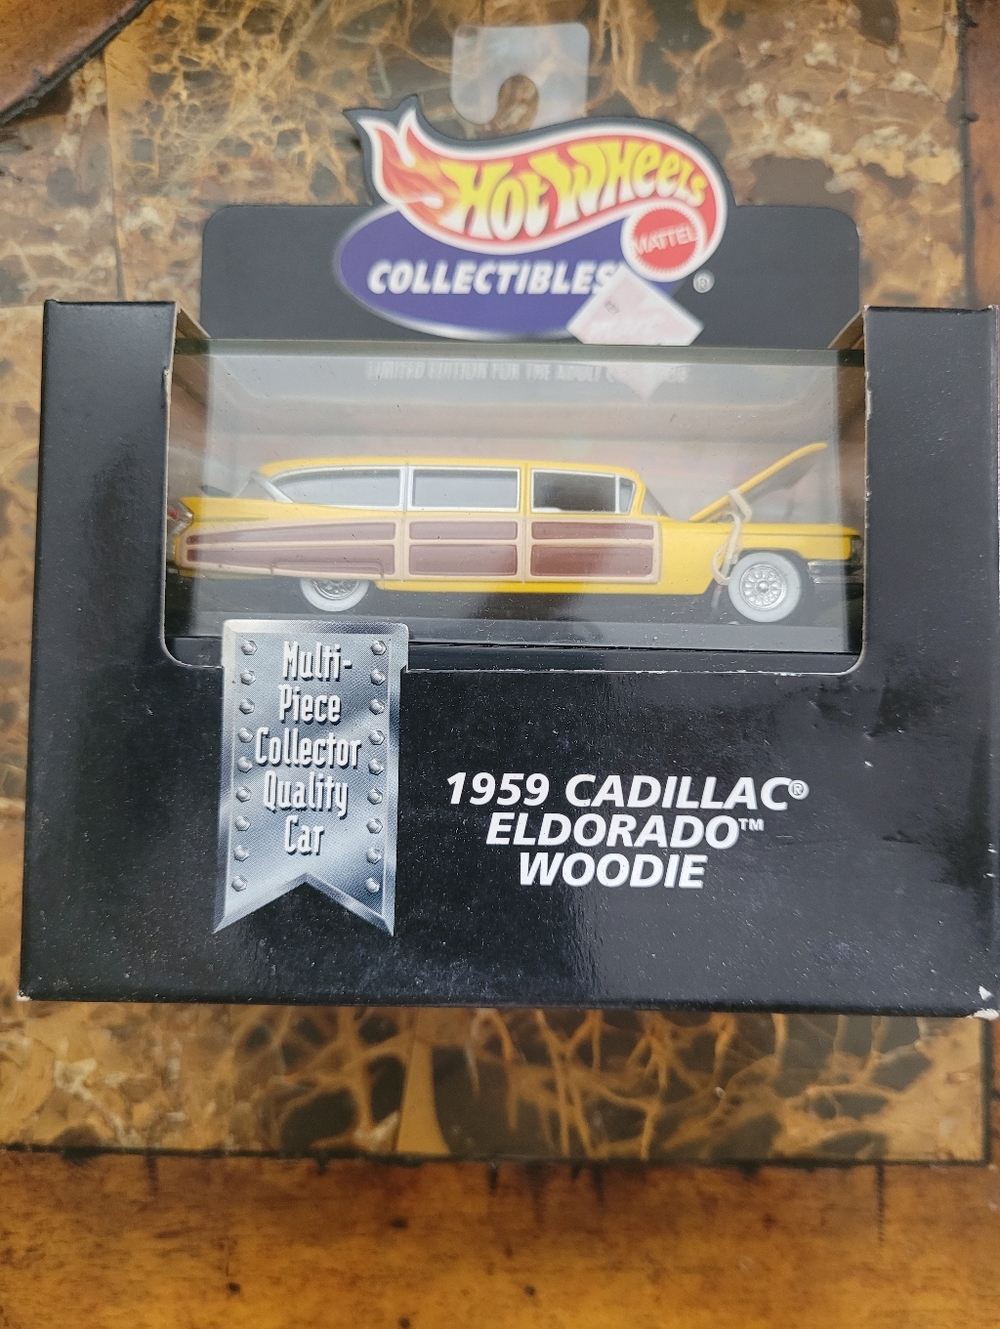 HOT WHEELS
MATTEL
COLLECTIBLES
®
Multi-
Piece
Collector
Quality
Car
1959 CADILLAC®
ELDORADO™
WOODIE